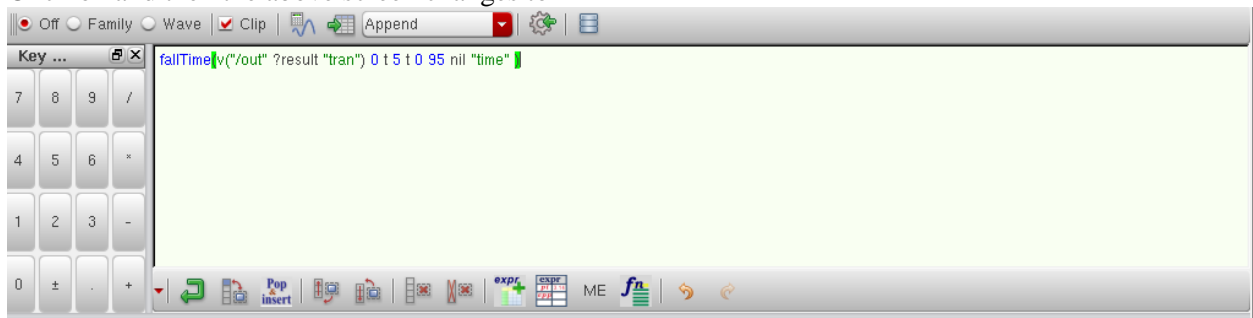 Off Family Wave Clip Append
Key ...
fallTime(v("/out" ?result "tran") 0 t 5 t 0 95 nil "time" )
7 8 9 /
4 5 6 *
1 2 3 -
0 ± . +
Pop & insert
expr
expr
ME
fn